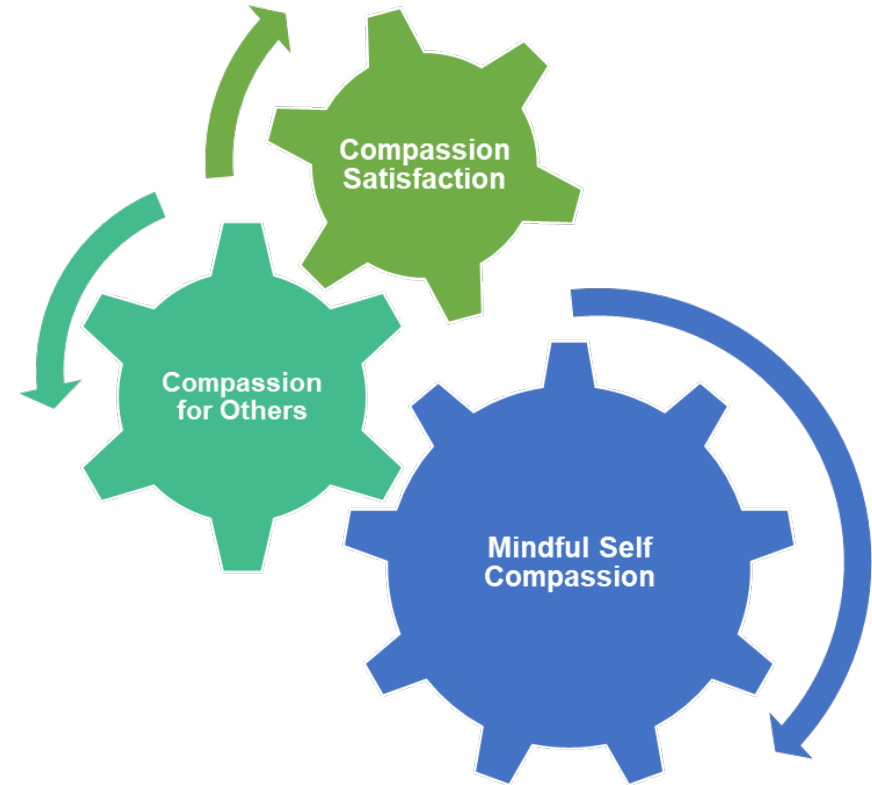 Compassion
Satisfaction
Compassion
for Others
Mindful Self
Compassion